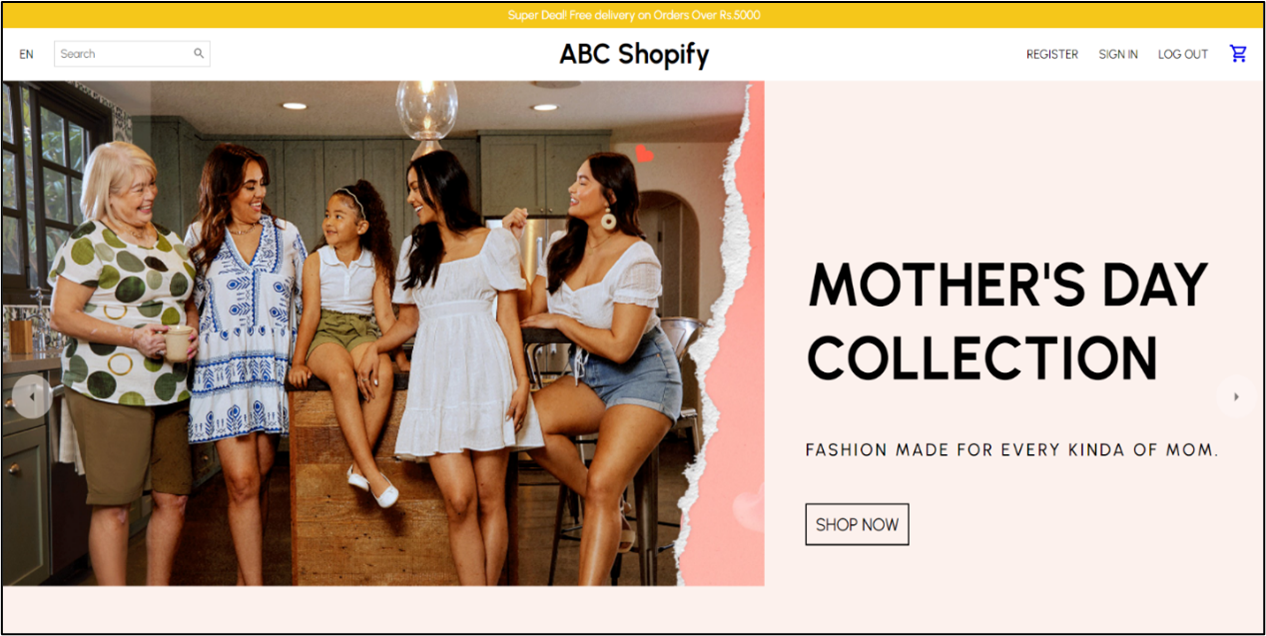 Super Deal! Free delivery on Orders Over Rs.5000
EN
Search
ABC Shopify
REGISTER
SIGN IN
LOG OUT
MOTHER'S DAY
COLLECTION
FASHION MADE FOR EVERY KINDA OF MOM.
SHOP NOW